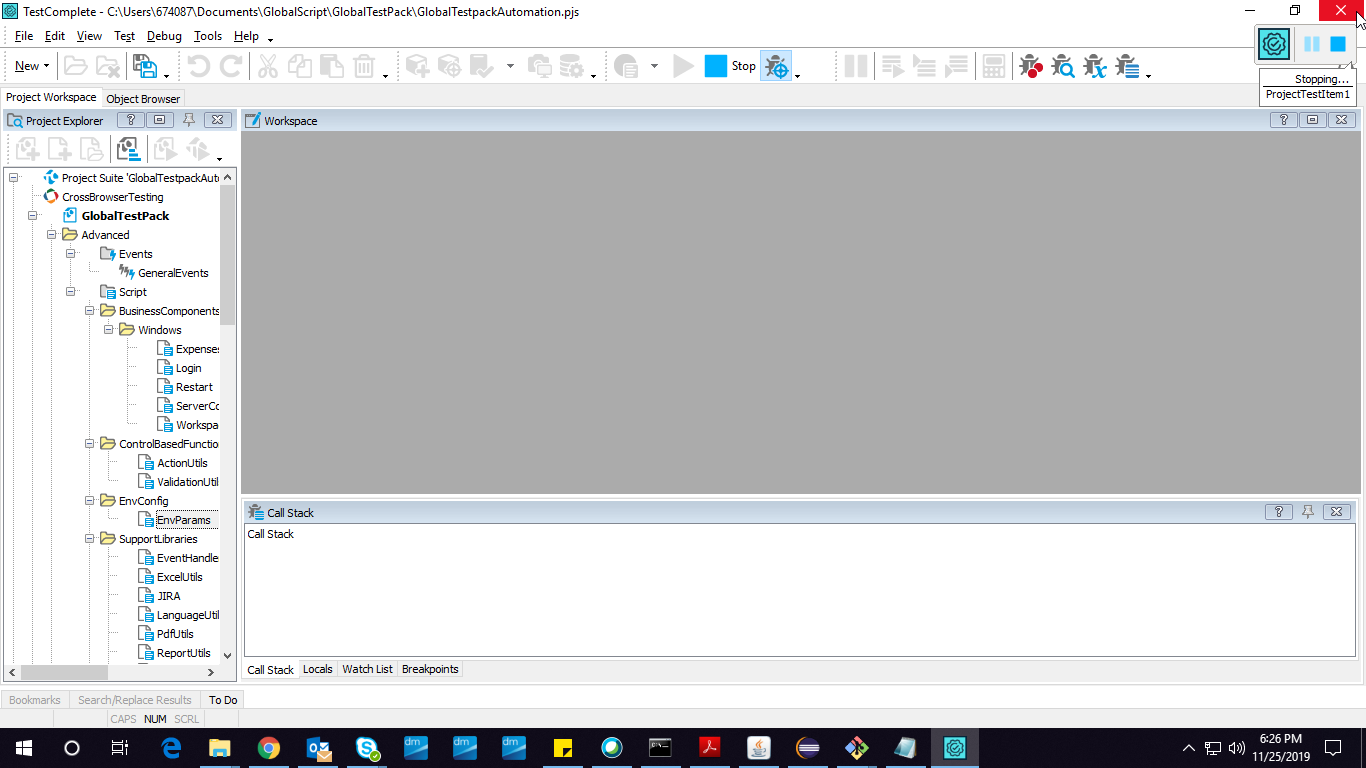 TestComplete - C:\Users\674087\Documents\GlobalScript\GlobalTestPack\GlobalTestpackAutomation.pjs
File Edit View Test Debug Tools Help
New Stop
Stopping...
ProjectTestItem1
Project Workspace Object Browser
Project Explorer
Workspace
Project Suite 'GlobalTestpackAut
CrossBrowserTesting
GlobalTestPack
Advanced
Events
GeneralEvents
Script
BusinessComponents
Windows
Expenses
Login
Restart
ServerCo
Workspa
ControlBasedFunctio
ActionUtils
ValidationUtil
EnvConfig
EnvParams
SupportLibraries
EventHandle
ExcelUtils
JIRA
LanguageUtil
PdfUtils
ReportUtils
Call Stack
Call Stack
Call Stack Locals Watch List Breakpoints
Bookmarks Search/Replace Results To Do
CAPS NUM SCRL
dm dm dm
6:26 PM
11/25/2019